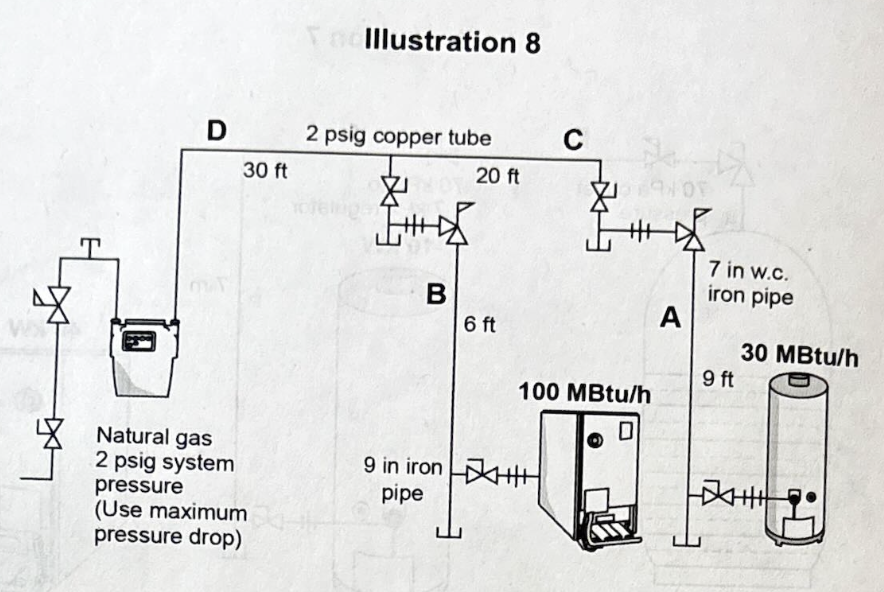 Illustration 8
D
2 psig copper tube
C
30 ft
20 ft
7 in w.c.
iron pipe
B
A
6 ft
30 MBtu/h
9 ft
100 MBtu/h
Natural gas
2 psig system
pressure
(Use maximum
pressure drop)
9 in iron
pipe